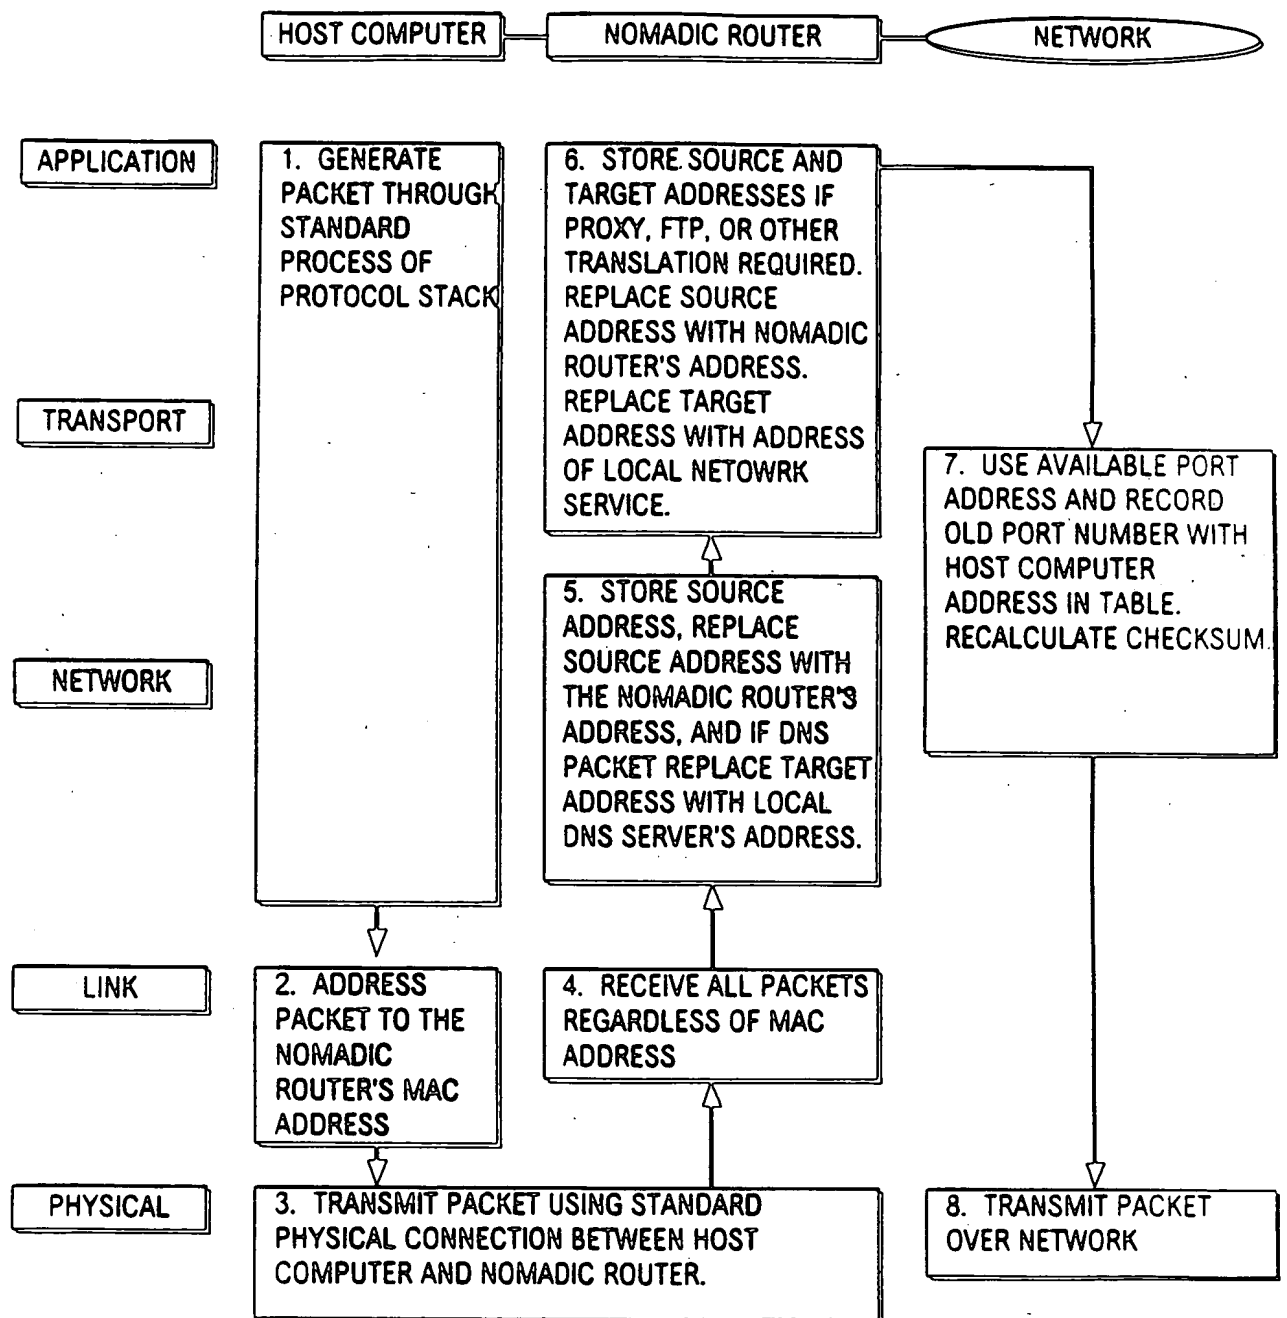 HOST COMPUTER
NOMADIC ROUTER
NETWORK
APPLICATION
TRANSPORT
NETWORK
LINK
PHYSICAL
1. GENERATE
PACKET THROUGH
STANDARD
PROCESS OF
PROTOCOL STACK
2. ADDRESS
PACKET TO THE
NOMADIC
ROUTER'S MAC
ADDRESS
3. TRANSMIT PACKET USING STANDARD
PHYSICAL CONNECTION BETWEEN HOST
COMPUTER AND NOMADIC ROUTER.
4. RECEIVE ALL PACKETS
REGARDLESS OF MAC
ADDRESS
5. STORE SOURCE
ADDRESS, REPLACE
SOURCE ADDRESS WITH
THE NOMADIC ROUTER'S
ADDRESS, AND IF DNS
PACKET REPLACE TARGET
ADDRESS WITH LOCAL
DNS SERVER'S ADDRESS.
6. STORE SOURCE AND
TARGET ADDRESSES IF
PROXY, FTP, OR OTHER
TRANSLATION REQUIRED.
REPLACE SOURCE
ADDRESS WITH NOMADIC
ROUTER'S ADDRESS.
REPLACE TARGET
ADDRESS WITH ADDRESS
OF LOCAL NETOWRK
SERVICE.
7. USE AVAILABLE PORT
ADDRESS AND RECORD
OLD PORT NUMBER WITH
HOST COMPUTER
ADDRESS IN TABLE.
RECALCULATE CHECKSUM.
8. TRANSMIT PACKET
OVER NETWORK